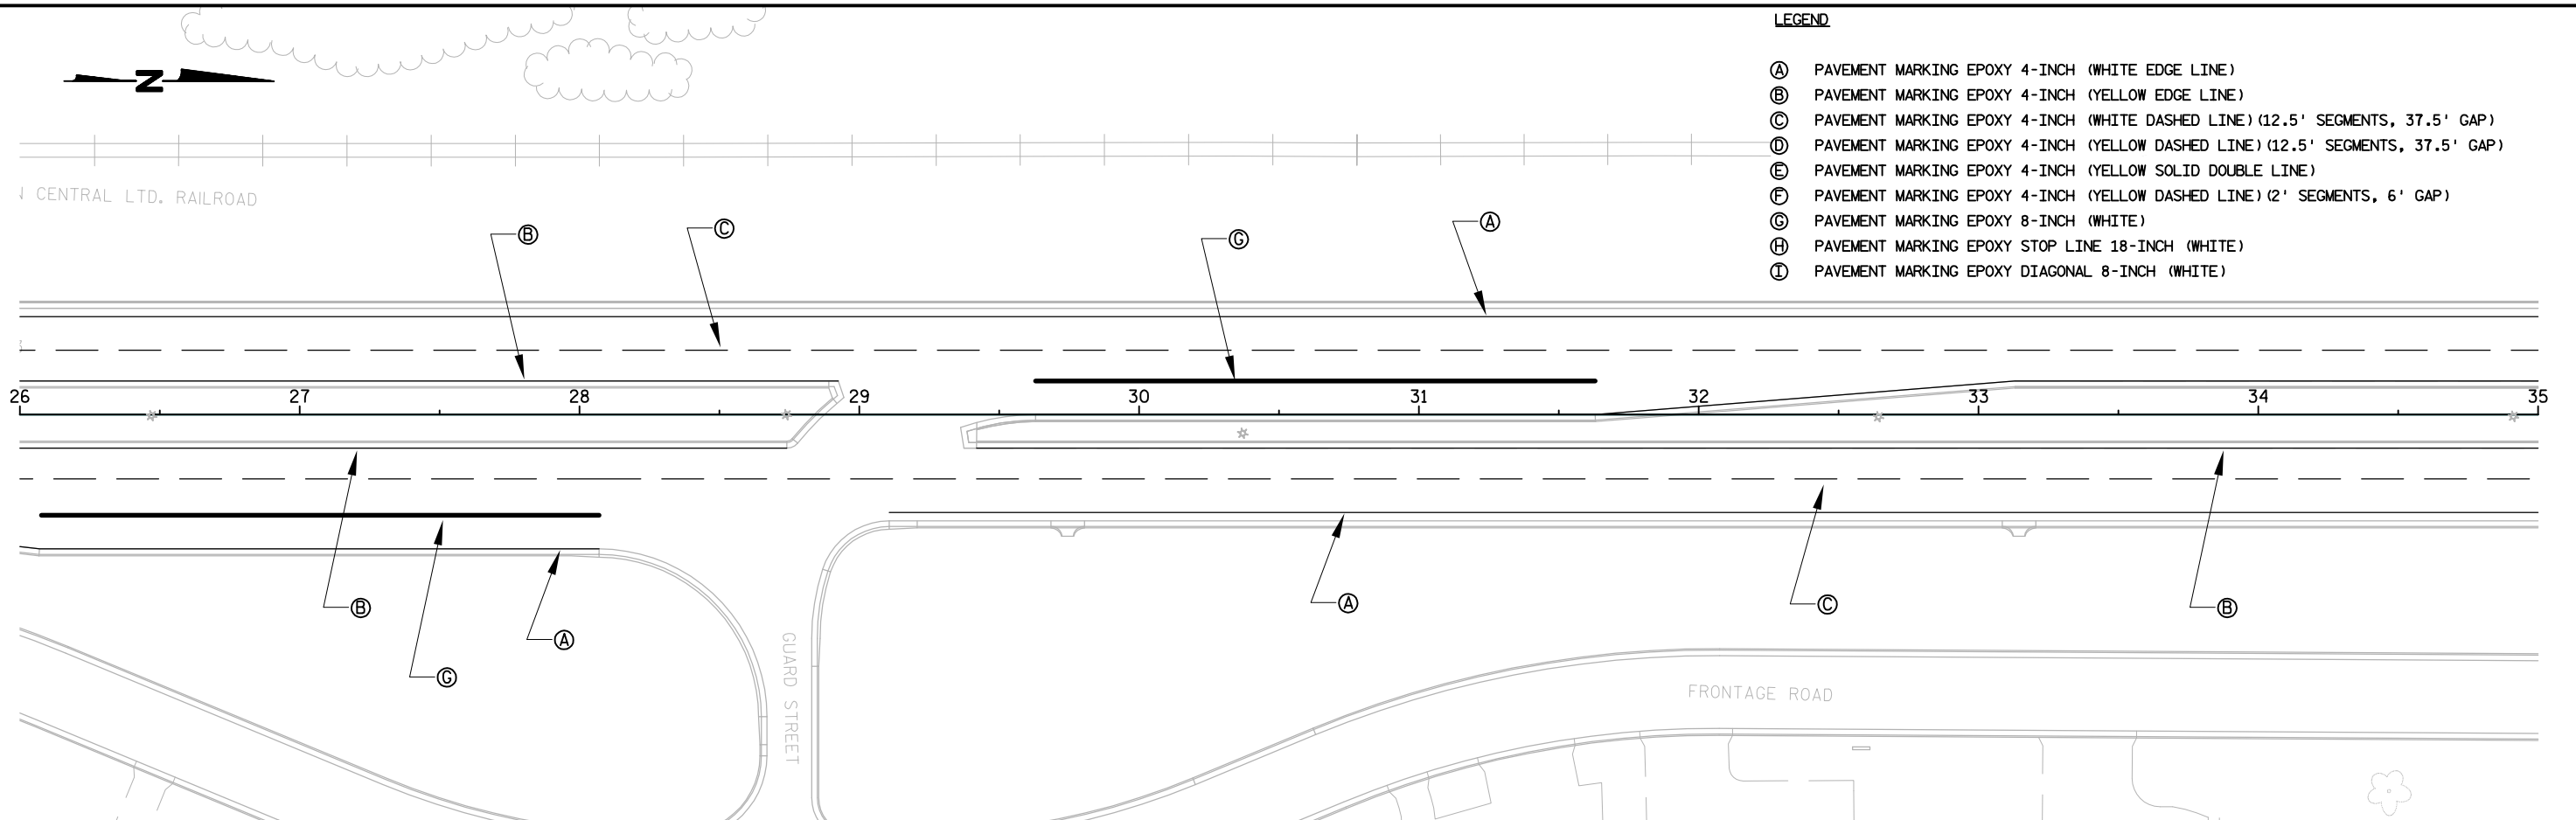 LEGEND
Ⓐ PAVEMENT MARKING EPOXY 4-INCH (WHITE EDGE LINE)
Ⓑ PAVEMENT MARKING EPOXY 4-INCH (YELLOW EDGE LINE)
Ⓒ PAVEMENT MARKING EPOXY 4-INCH (WHITE DASHED LINE) (12.5' SEGMENTS, 37.5' GAP)
Ⓓ PAVEMENT MARKING EPOXY 4-INCH (YELLOW DASHED LINE) (12.5' SEGMENTS, 37.5' GAP)
Ⓔ PAVEMENT MARKING EPOXY 4-INCH (YELLOW SOLID DOUBLE LINE)
Ⓕ PAVEMENT MARKING EPOXY 4-INCH (YELLOW DASHED LINE) (2' SEGMENTS, 6' GAP)
Ⓖ PAVEMENT MARKING EPOXY 8-INCH (WHITE)
Ⓗ PAVEMENT MARKING EPOXY STOP LINE 18-INCH (WHITE)
Ⓘ PAVEMENT MARKING EPOXY DIAGONAL 8-INCH (WHITE)
N
CENTRAL LTD. RAILROAD
Ⓑ Ⓒ Ⓖ Ⓐ
26 27 28 29 30 31 32 33 34 35
Ⓑ Ⓐ Ⓖ Ⓐ Ⓒ Ⓑ
GUARD STREET
FRONTAGE ROAD